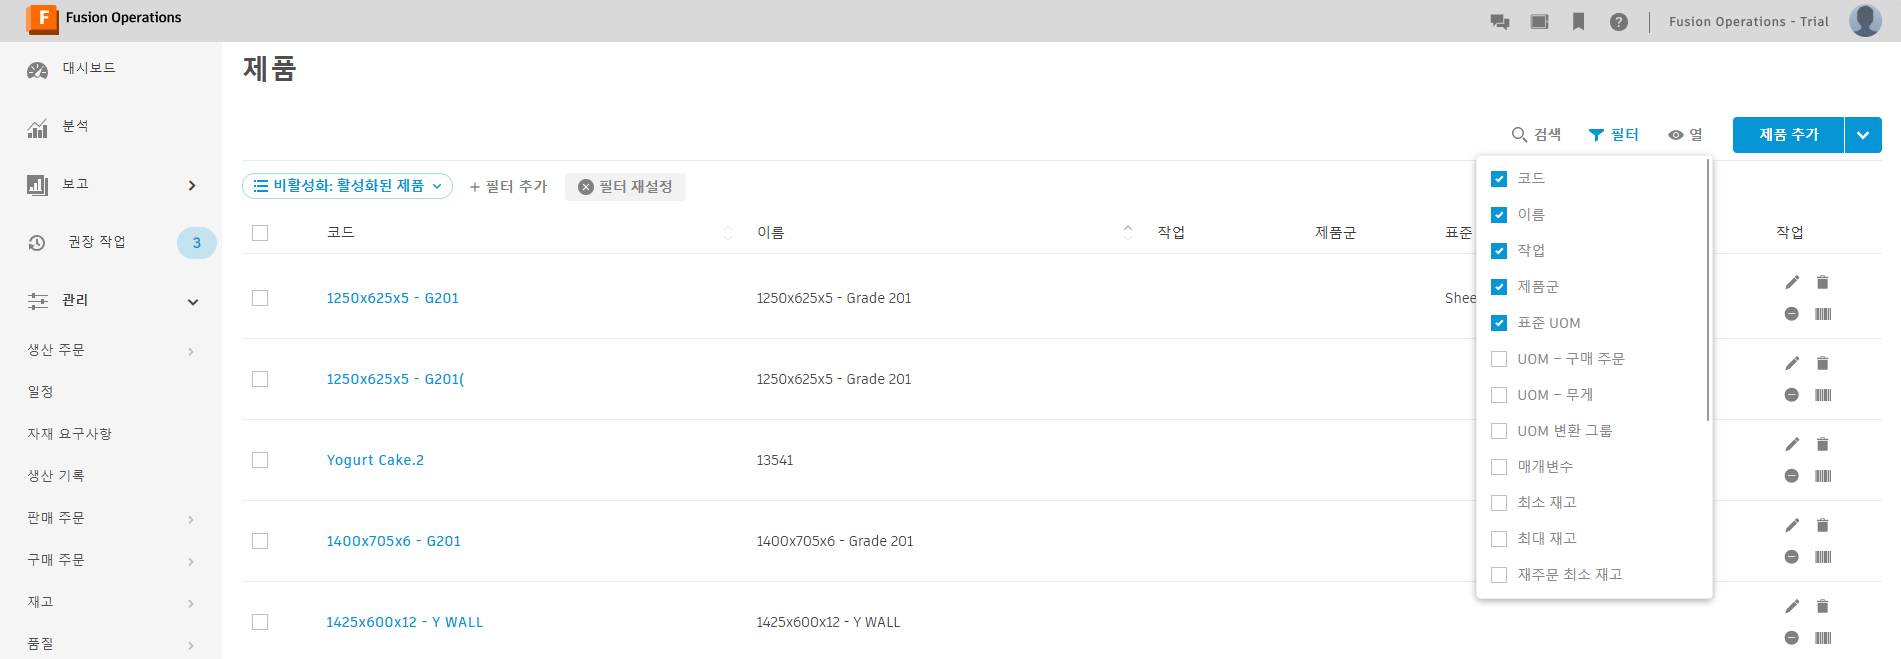 F Fusion Operations
Fusion Operations - Trial
대시보드
분석
보고
권장 작업 3
관리
생산 주문
일정
자재 요구사항
생산 기록
판매 주문
구매 주문
재고
품질
제품
검색 필터 열 제품 추가
비활성화: 활성화된 제품 + 필터 추가 필터 재설정
코드 이름 작업 제품군 표준 작업
1250x625x5 - G201 1250x625x5 - Grade 201 Shee
1250x625x5 - G201( 1250x625x5 - Grade 201
Yogurt Cake.2 13541
1400x705x6 - G201 1400x705x6 - Grade 201
1425x600x12 - Y WALL 1425x600x12 - Y WALL
코드
이름
작업
제품군
표준 UOM
UOM – 구매 주문
UOM – 무게
UOM 변환 그룹
매개변수
최소 재고
최대 재고
재주문 최소 재고